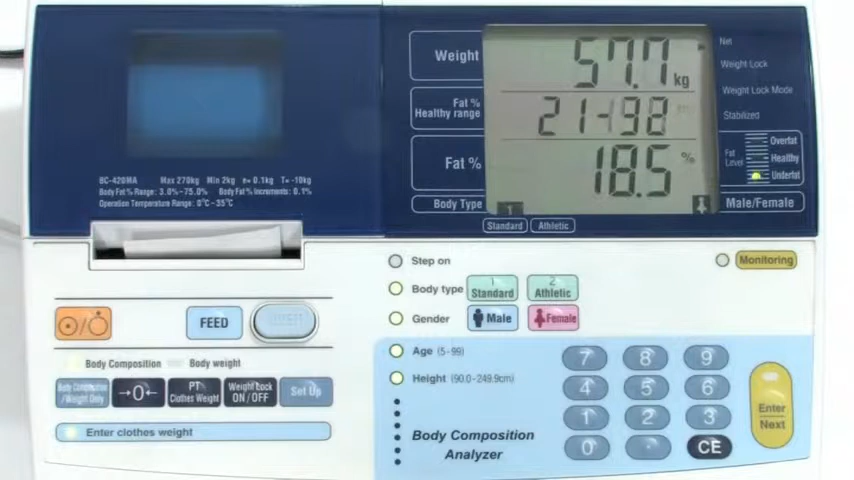 Weight 57.7 kg
Net
Weight Lock
Weight Lock Mode
Stabilized
Fat %
Healthy range
Fat % 18.5 %
Fat
Level
Overfat
Healthy
Underfat
Body Type 1
Male/Female
Standard Athletic
BC-420MA Max 270kg Min 2kg e= 0.1kg T= -10kg
Body Fat % Range: 3.0%-75.0% Body Fat % Increments: 0.1%
Operation Temperature Range: 0°C-35°C
Step on
Monitoring
Body type
1
Standard
2
Athletic
Gender Male Female
Age (5-99)
Height (90.0-249.9cm)
FEED
Body Composition Body weight
Body Composition
/Weight Only
→0←
PT
Clothes Weight
Weight Lock
ON / OFF
Set Up
Enter clothes weight
Body Composition
Analyzer
7 8 9
4 5 6
1 2 3
0 . CE
Enter
Next